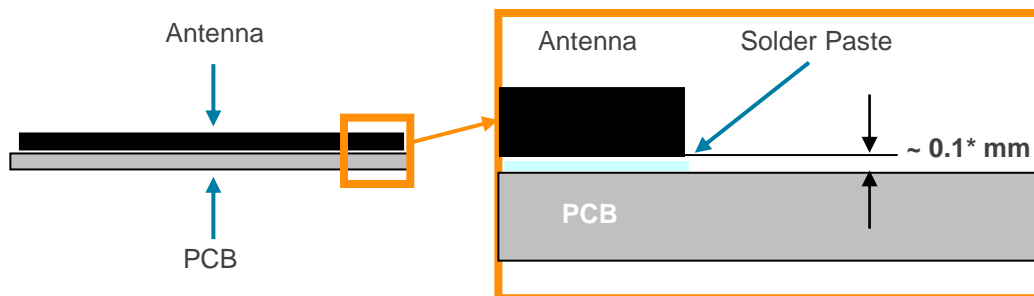 Antenna
PCB
Antenna
Solder Paste
~ 0.1* mm
PCB